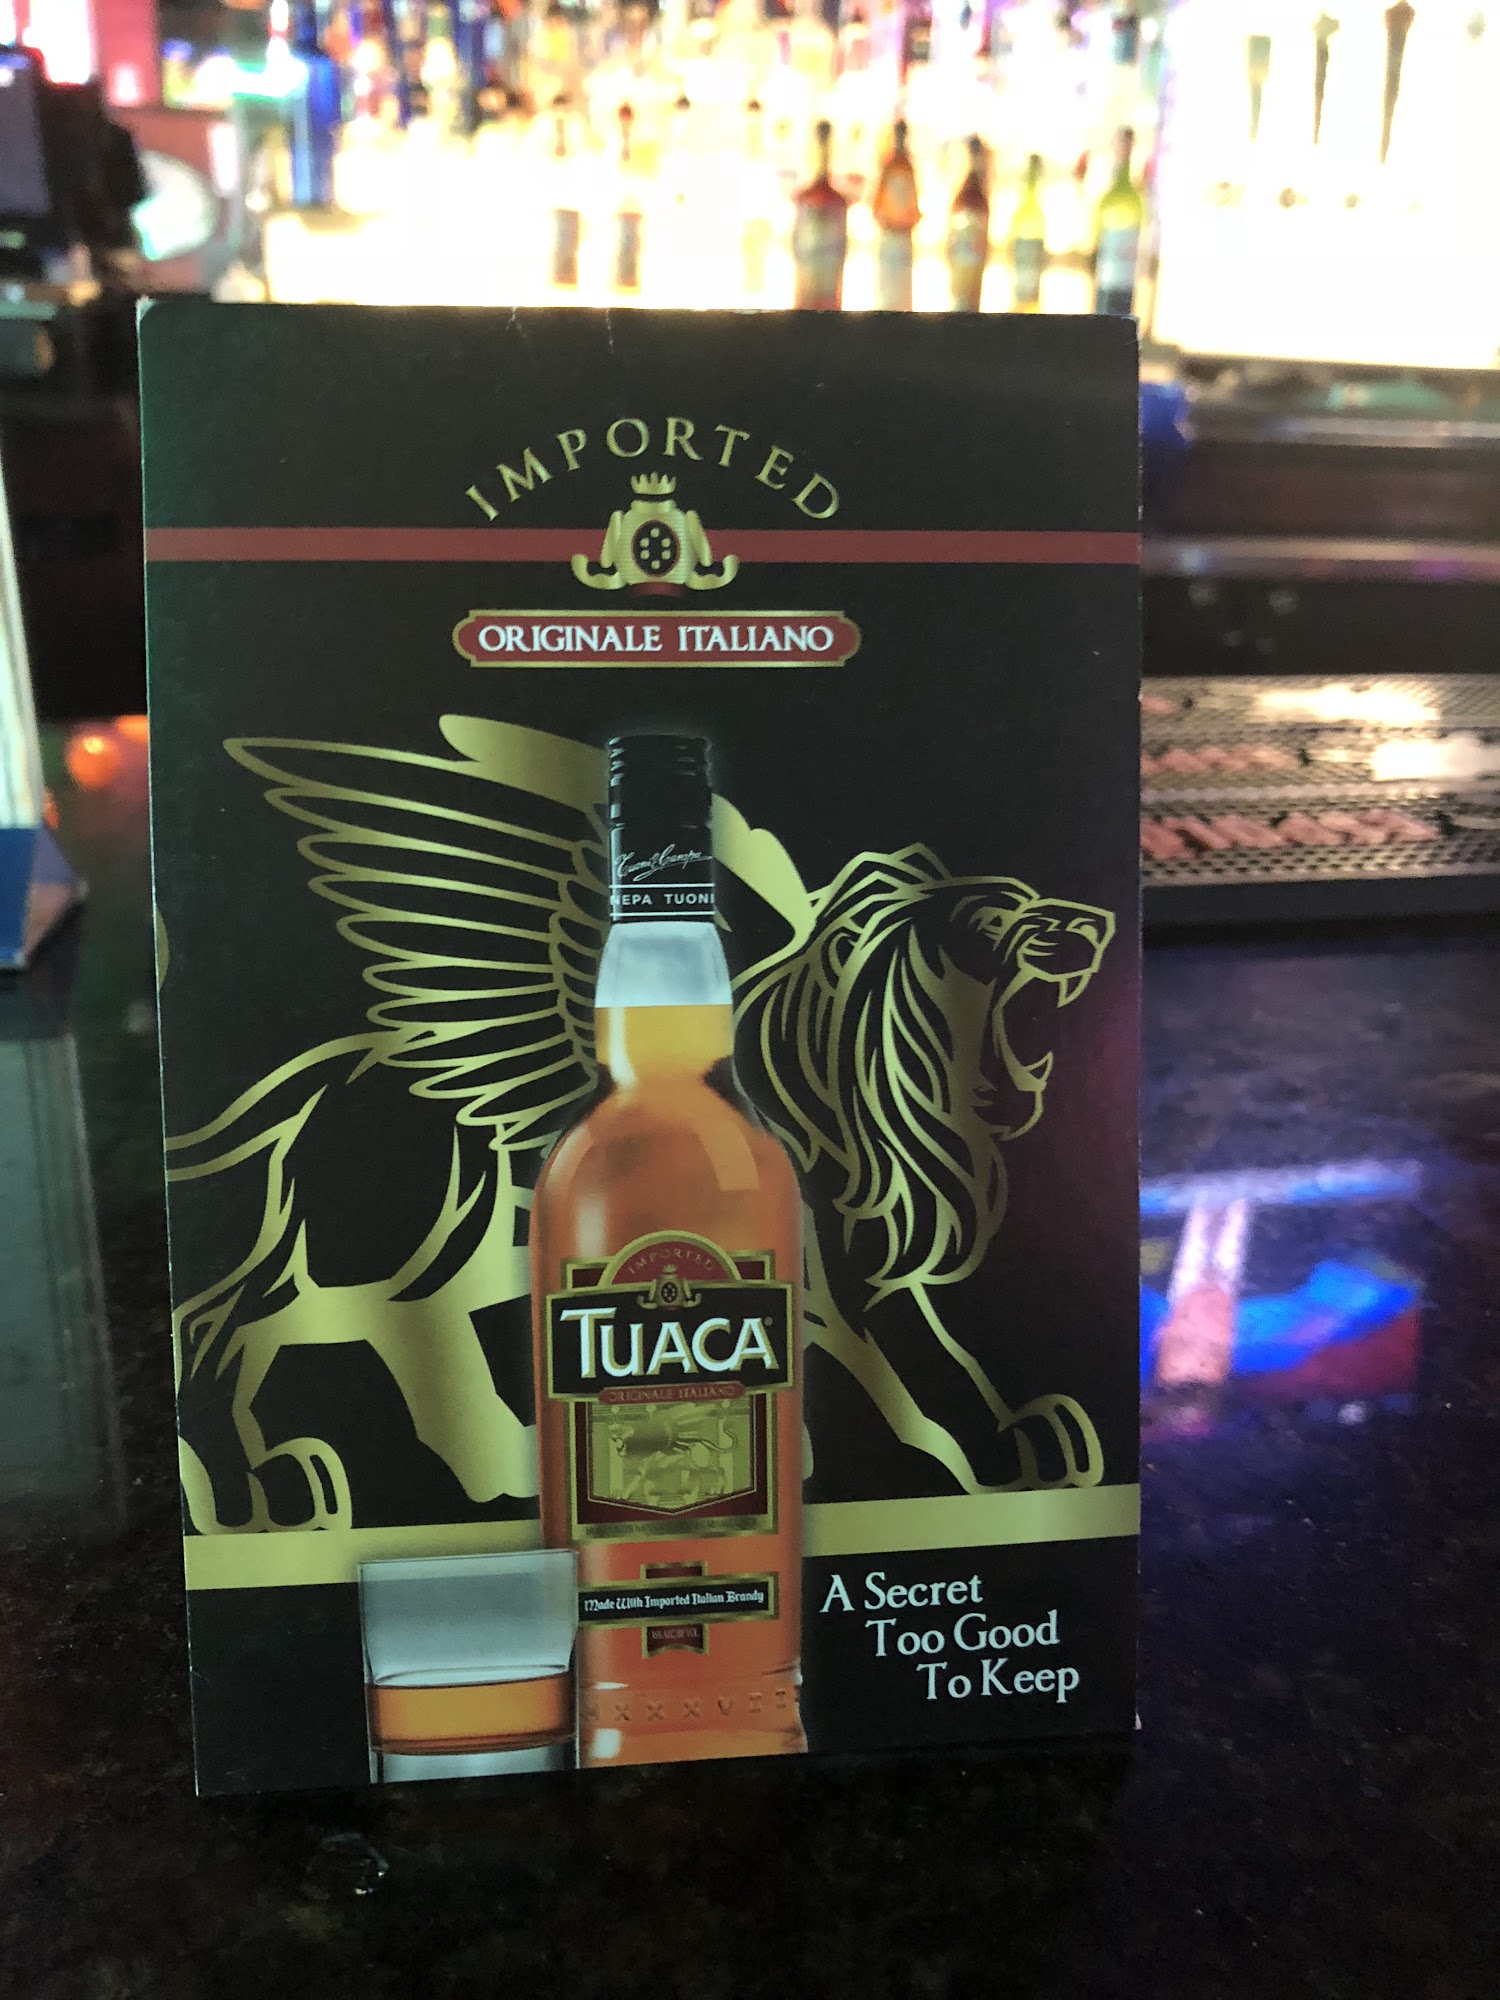 IMPORTED
ORIGINALE ITALIANO
NEPA TUONI
IMPORTED
TUACA
ORIGINALE ITALIANO
Made With Imported Italian Brandy
XXXVII
A Secret
Too Good
To Keep